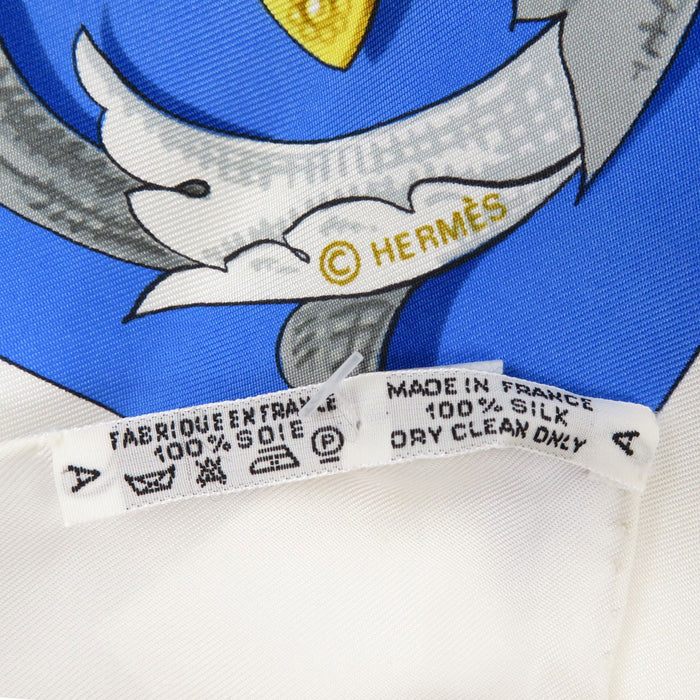 © HERMÈS
FABRIQUE EN FRANCE
100% SOIE
P
A
MADE IN FRANCE
100% SILK
DRY CLEAN ONLY
A